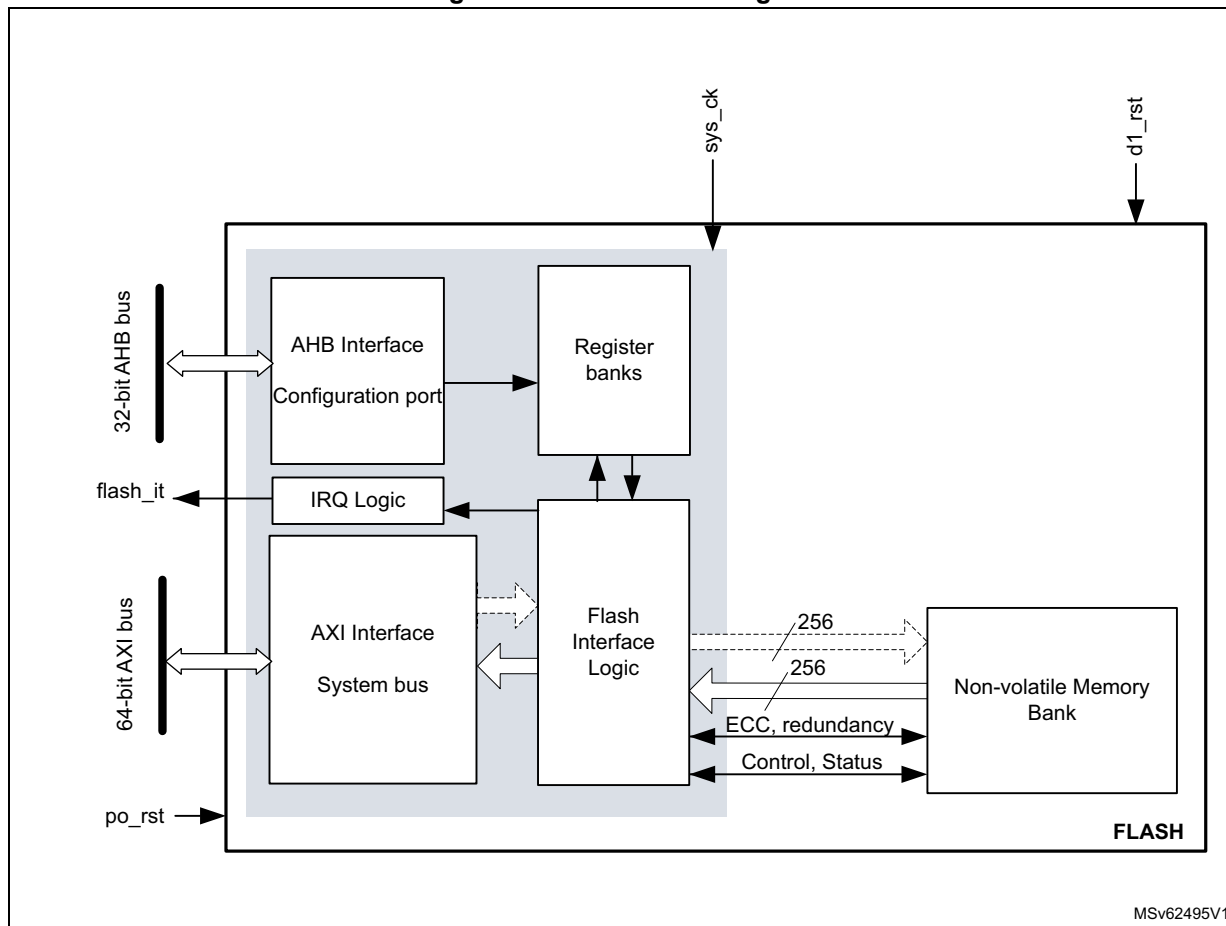 sys_ck
d1_rst
32-bit AHB bus
AHB Interface
Configuration port
Register
banks
flash_it
IRQ Logic
64-bit AXI bus
AXI Interface
System bus
Flash
Interface
Logic
256
256
ECC, redundancy
Control, Status
Non-volatile Memory
Bank
po_rst
FLASH
MSv62495V1